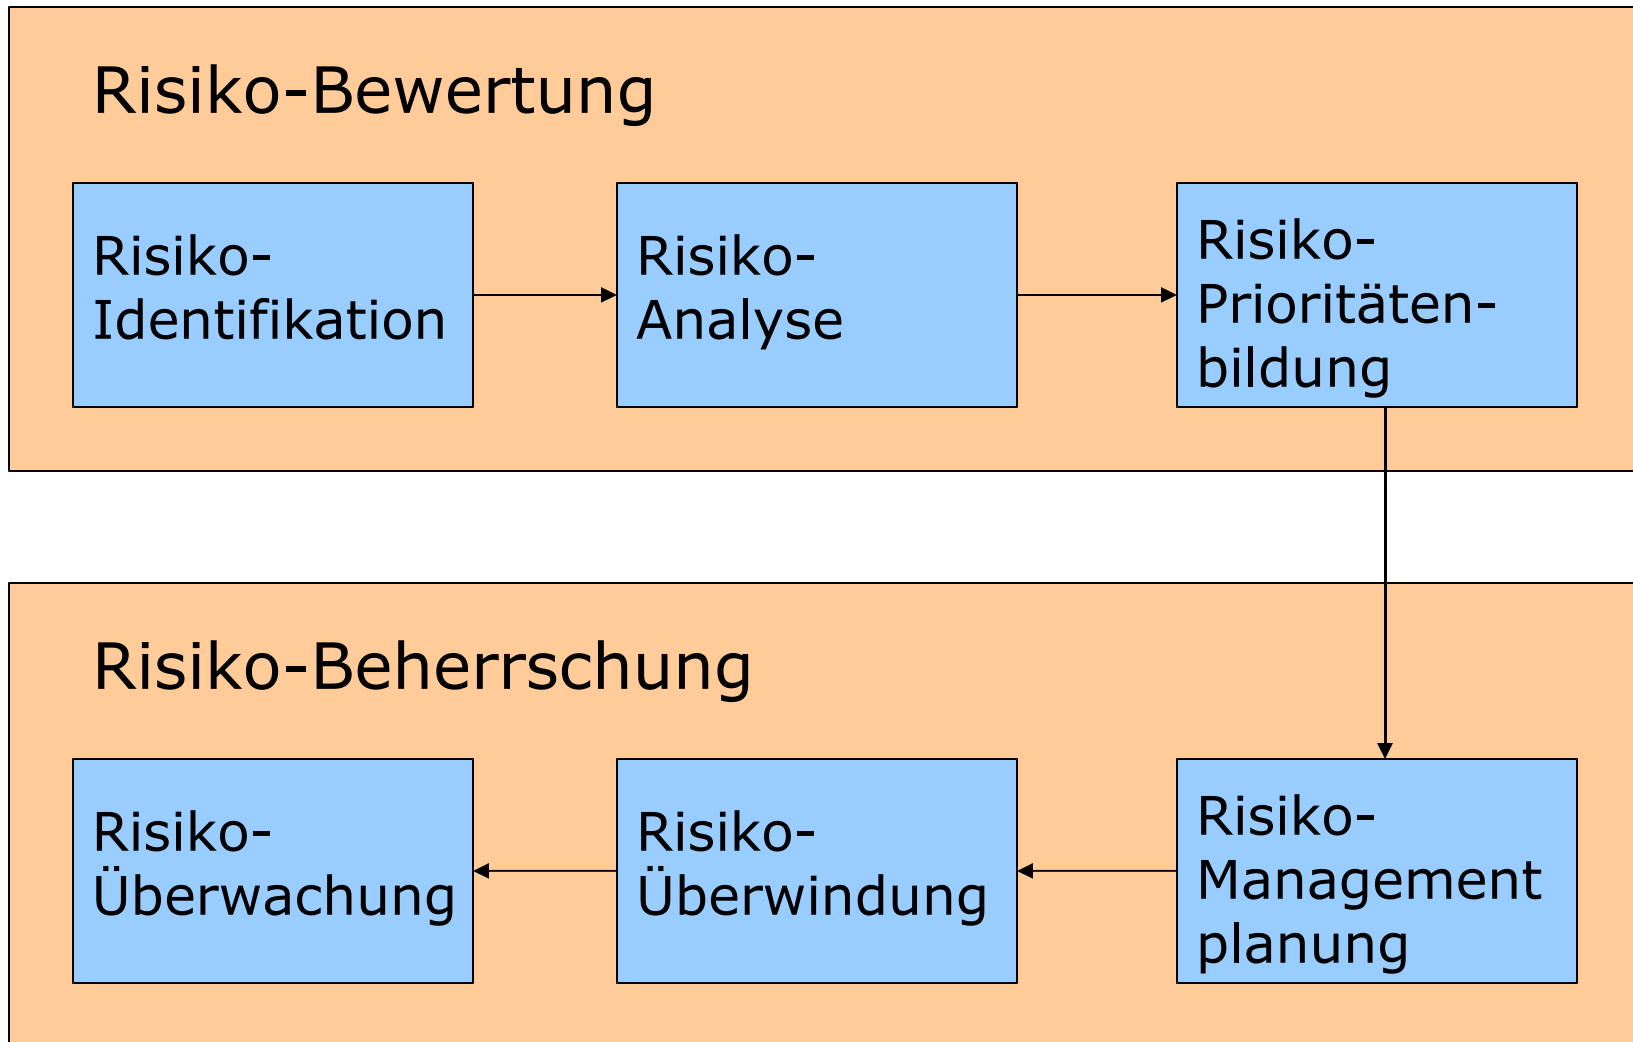 Risiko-Bewertung
Risiko-
Identifikation
Risiko-
Analyse
Risiko-
Prioritäten-
bildung
Risiko-Beherrschung
Risiko-
Überwachung
Risiko-
Überwindung
Risiko-
Management
planung